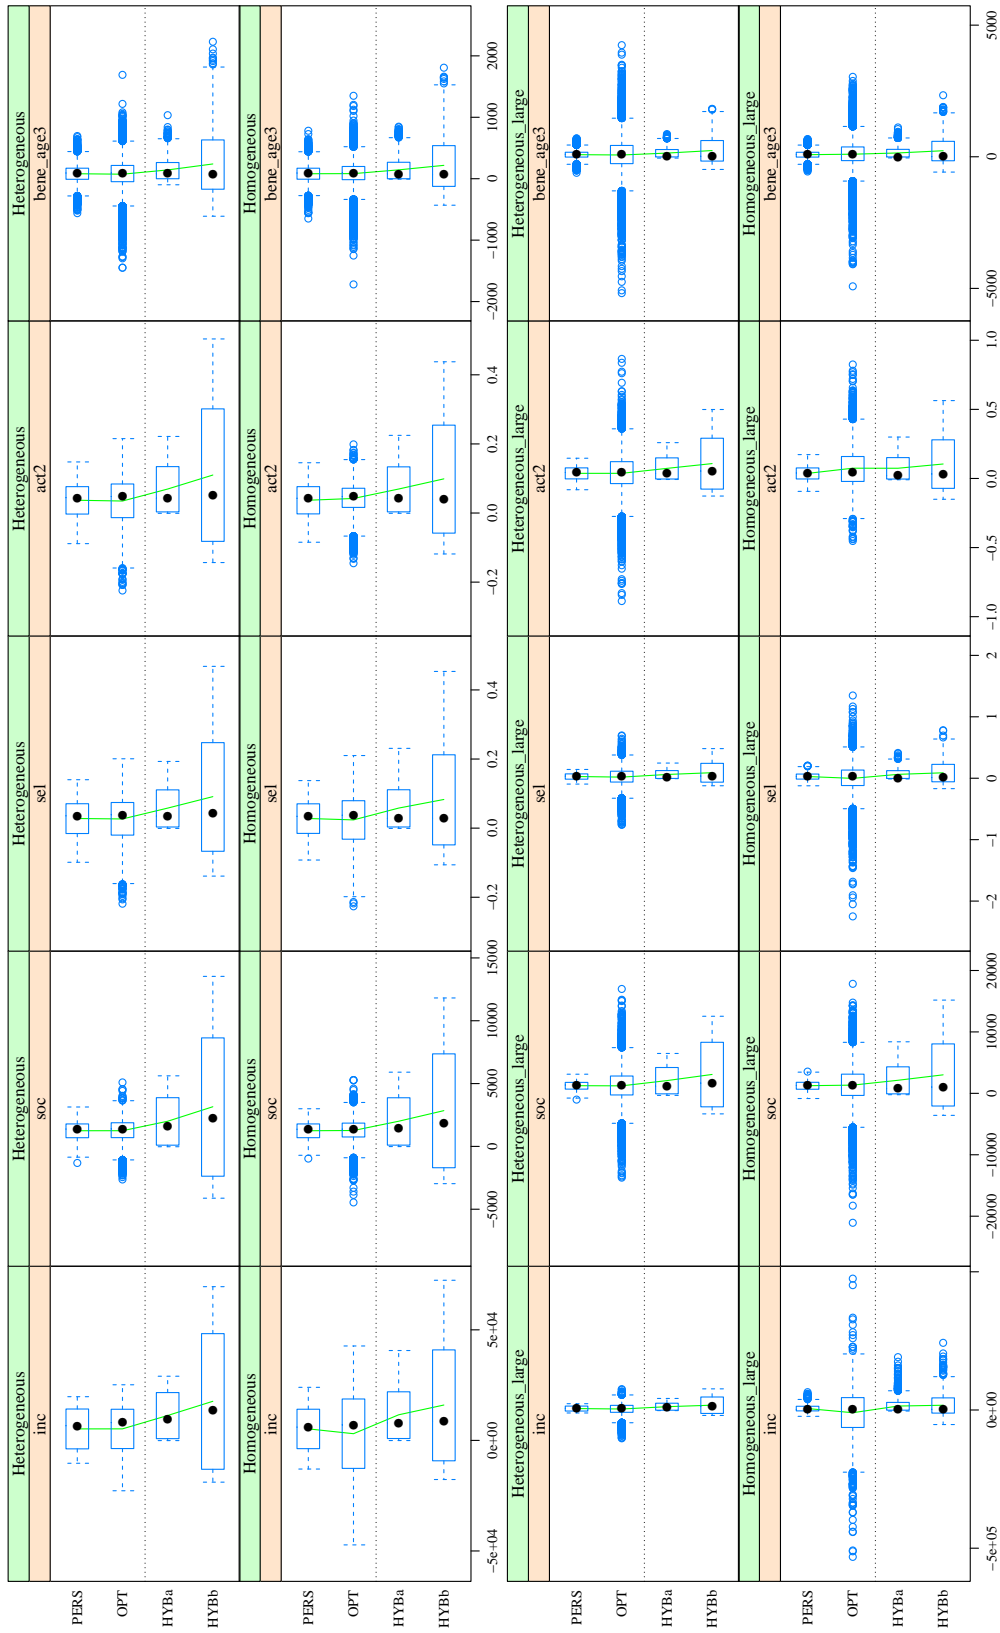 Heterogeneous Heterogeneous Heterogeneous Heterogeneous Heterogeneous
inc soc sel act2 bene_age3
PERS
OPT
HYBa
HYBb
Homogeneous Homogeneous Homogeneous Homogeneous Homogeneous
inc soc sel act2 bene_age3
PERS
OPT
HYBa
HYBb
−5e+04 0e+00 5e+04 −5000 0 5000 10000 15000 −0.2 0.0 0.2 0.4 −0.2 0.0 0.2 0.4 −2000 −1000 0 1000 2000
Heterogeneous_large Heterogeneous_large Heterogeneous_large Heterogeneous_large Heterogeneous_large
inc soc sel act2 bene_age3
PERS
OPT
HYBa
HYBb
Homogeneous_large Homogeneous_large Homogeneous_large Homogeneous_large Homogeneous_large
inc soc sel act2 bene_age3
PERS
OPT
HYBa
HYBb
−5e+05 0e+00 −20000 −10000 0 10000 20000 −2 −1 0 1 2 −1.0 −0.5 0.0 0.5 1.0 −5000 0 5000